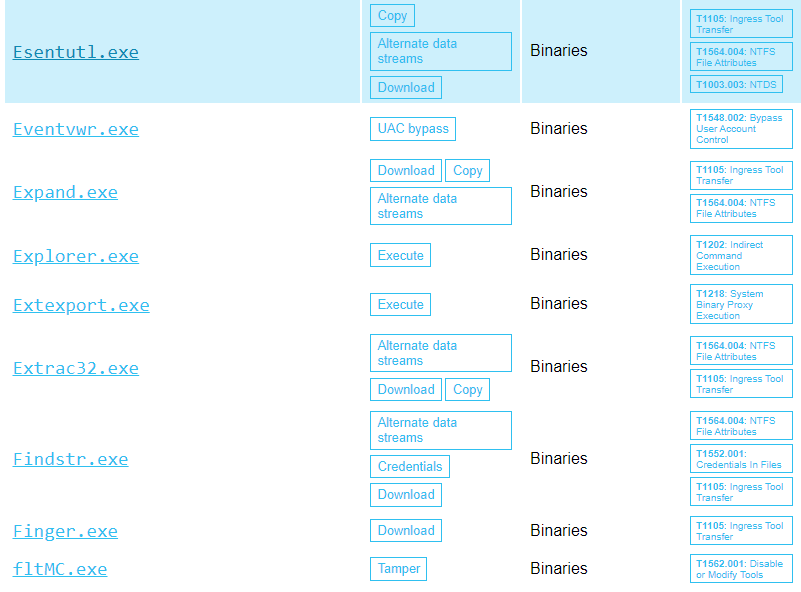 Esentutl.exe
Copy
Alternate data
streams
Download
Binaries
T1105: Ingress Tool
Transfer
T1564.004: NTFS
File Attributes
T1003.003: NTDS
Eventvwr.exe
UAC bypass
Binaries
T1548.002: Bypass
User Account
Control
Expand.exe
Download Copy
Alternate data
streams
Binaries
T1105: Ingress Tool
Transfer
T1564.004: NTFS
File Attributes
Explorer.exe
Execute
Binaries
T1202: Indirect
Command
Execution
Extexport.exe
Execute
Binaries
T1218: System
Binary Proxy
Execution
Extrac32.exe
Alternate data
streams
Download Copy
Binaries
T1564.004: NTFS
File Attributes
T1105: Ingress Tool
Transfer
Findstr.exe
Alternate data
streams
Credentials
Download
Binaries
T1564.004: NTFS
File Attributes
T1552.001:
Credentials In Files
T1105: Ingress Tool
Transfer
Finger.exe
Download
Binaries
T1105: Ingress Tool
Transfer
fltMC.exe
Tamper
Binaries
T1562.001: Disable
or Modify Tools